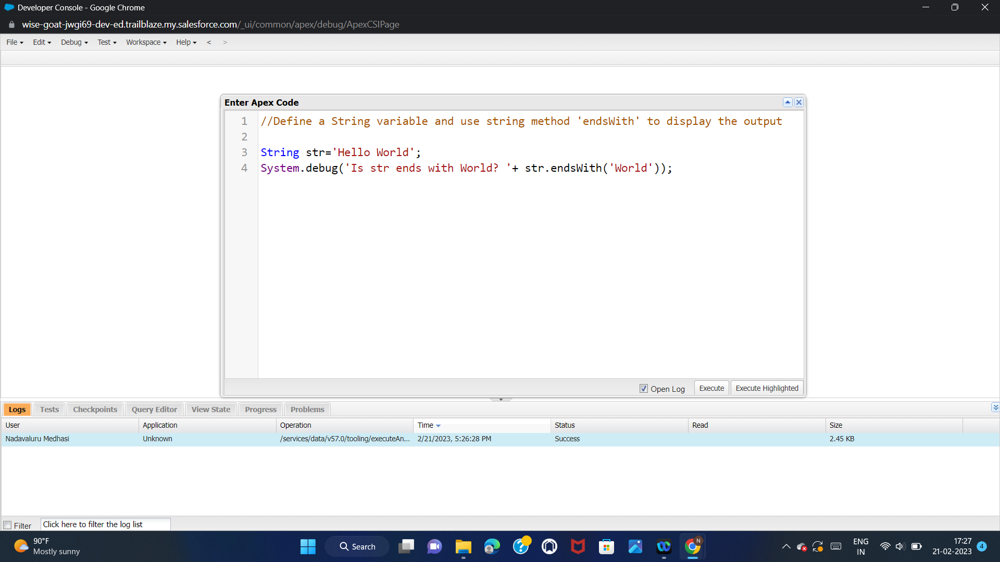 Developer Console - Google Chrome
wise-goat-jwgi69-dev-ed.trailblaze.my.salesforce.com/_ui/common/apex/debug/ApexCSIPage
File Edit Debug Test Workspace Help < >
Enter Apex Code
1 //Define a String variable and use string method 'endsWith' to display the output
2
3 String str='Hello World';
4 System.debug('Is str ends with World? '+ str.endsWith('World'));
Open Log Execute Execute Highlighted
Logs Tests Checkpoints Query Editor View State Progress Problems
User Application Operation Time Status Read Size
Nadavaluru Medhasi Unknown /services/data/v57.0/tooling/executeAn... 2/21/2023, 5:26:28 PM Success 2.45 KB
Filter Click here to filter the log list
90°F
Mostly sunny
Search
N
ENG
IN
17:27
21-02-2023
4